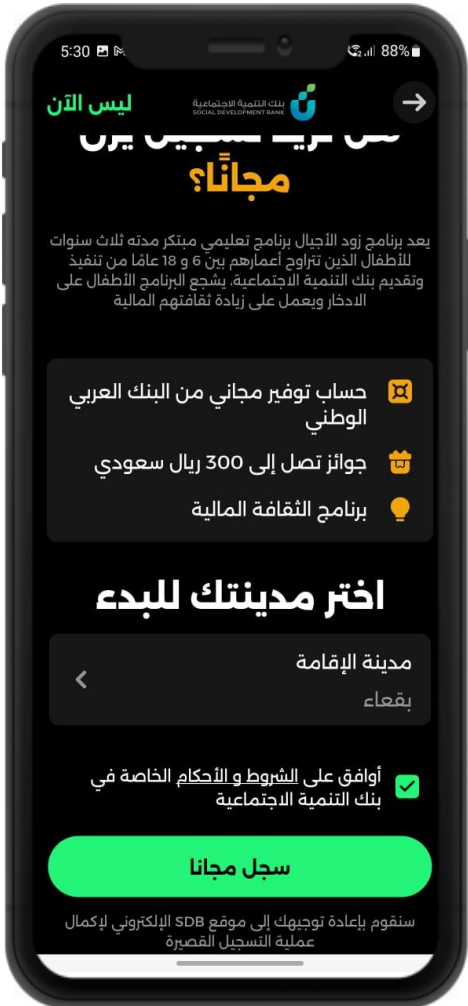 5:30
88%
ليس الآن
بنك التنمية الاجتماعية
SOCIAL DEVELOPMENT BANK
مجانًا؟
يعد برنامج زود الأجيال برنامج تعليمي مبتكر مدته ثلاث سنوات
للأطفال الذين تتراوح أعمارهم بين 6 و 18 عامًا من تنفيذ
وتقديم بنك التنمية الاجتماعية، يشجع البرنامج الأطفال على
الادخار ويعمل على زيادة ثقافتهم المالية
حساب توفير مجاني من البنك العربي
الوطني
جوائز تصل إلى 300 ريال سعودي
برنامج الثقافة المالية
اختر مدينتك للبدء
مدينة الإقامة
بقعاء
أوافق على الشروط و الأحكام الخاصة في
بنك التنمية الاجتماعية
سجل مجانا
سنقوم بإعادة توجيهك إلى موقع SDB الإلكتروني لإكمال
عملية التسجيل القصيرة